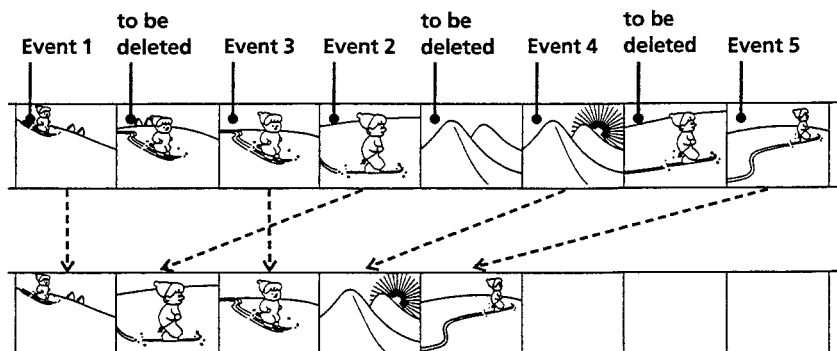 Event 1
to be
deleted
Event 3
Event 2
to be
deleted
Event 4
to be
deleted
Event 5